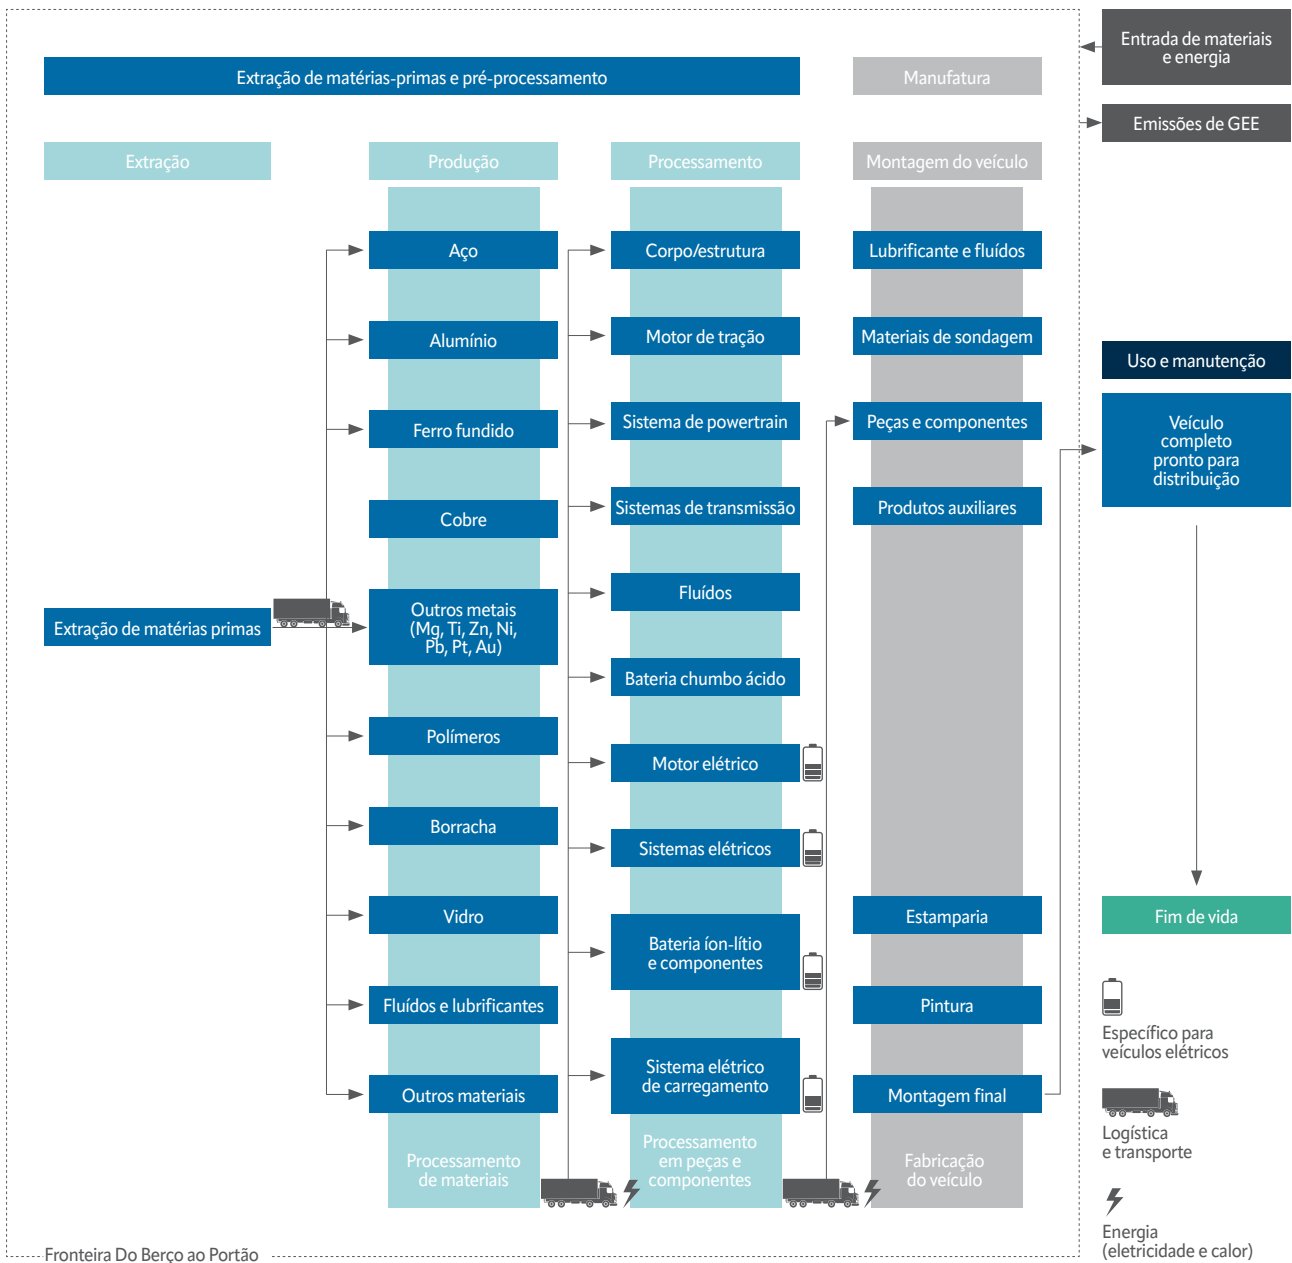 Entrada de materiais
e energia
Extração de matérias-primas e pré-processamento
Manufatura
Emissões de GEE
Extração
Produção
Processamento
Montagem do veículo
Aço
Corpo/estrutura
Lubrificante e fluídos
Alumínio
Motor de tração
Materiais de sondagem
Uso e manutenção
Ferro fundido
Sistema de powertrain
Peças e componentes
Veículo
completo
pronto para
distribuição
Cobre
Sistemas de transmissão
Produtos auxiliares
Extração de matérias primas
Outros metais
(Mg, Ti, Zn, Ni,
Pb, Pt, Au)
Fluídos
Bateria chumbo ácido
Polímeros
Motor elétrico
Borracha
Sistemas elétricos
Vidro
Bateria íon-lítio
e componentes
Estamparia
Fim de vida
Fluídos e lubrificantes
Pintura
Outros materiais
Sistema elétrico
de carregamento
Montagem final
Processamento
de materiais
Processamento
em peças e
componentes
Fabricação
do veículo
Específico para
veículos elétricos
Logística
e transporte
Energia
(eletricidade e calor)
Fronteira Do Berço ao Portão